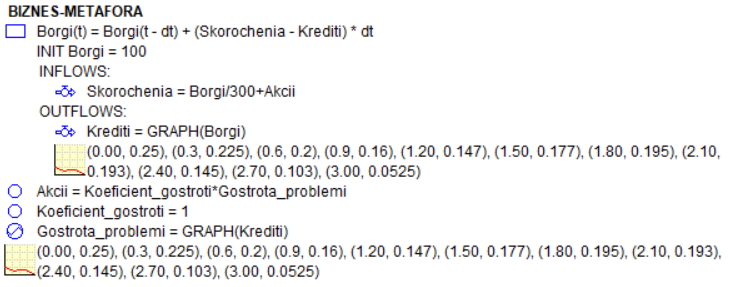 BIZNES-METAFORA
Borgi(t) = Borgi(t - dt) + (Skorochenia - Krediti) * dt
INIT Borgi = 100
INFLOWS:
Skorochenia = Borgi/300+Akcii
OUTFLOWS:
Krediti = GRAPH(Borgi)
(0.00, 0.25), (0.3, 0.225), (0.6, 0.2), (0.9, 0.16), (1.20, 0.147), (1.50, 0.177), (1.80, 0.195), (2.10,
0.193), (2.40, 0.145), (2.70, 0.103), (3.00, 0.0525)
Akcii = Koeficient_gostroti*Gostrota_problemi
Koeficient_gostroti = 1
Gostrota_problemi = GRAPH(Krediti)
(0.00, 0.25), (0.3, 0.225), (0.6, 0.2), (0.9, 0.16), (1.20, 0.147), (1.50, 0.177), (1.80, 0.195), (2.10, 0.193),
(2.40, 0.145), (2.70, 0.103), (3.00, 0.0525)